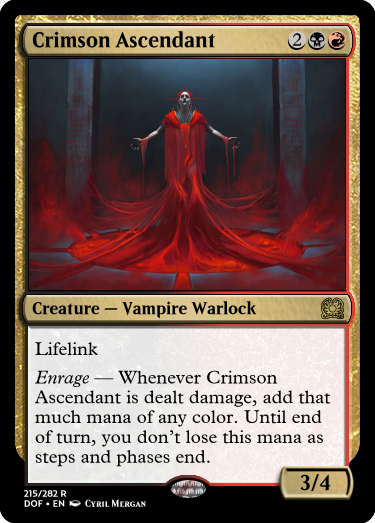 Crimson Ascendant 2
Creature — Vampire Warlock
Lifelink
Enrage — Whenever Crimson
Ascendant is dealt damage, add that
much mana of any color. Until end
of turn, you don't lose this mana as
steps and phases end.
3/4
215/282 R
DOF • EN Cyril Mergan